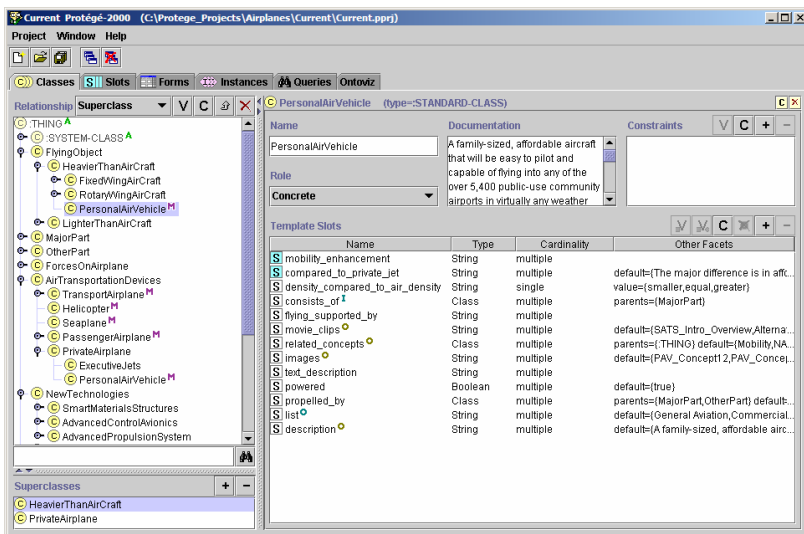 Current Protégé-2000 (C:\Protege_Projects\Airplanes\Current\Current.pprj)
Project Window Help
C Classes S Slots Forms Instances Queries Ontoviz
Relationship Superclass V C
C :THING A
C :SYSTEM-CLASS A
C FlyingObject
C HeavierThanAirCraft
C FixedWingAirCraft
C RotaryWingAirCraft
C PersonalAirVehicle M
C LighterThanAirCraft
C MajorPart
C OtherPart
C ForcesOnAirplane
C AirTransportationDevices
C TransportAirplane M
C Helicopter M
C Seaplane M
C PassengerAirplane M
C PrivateAirplane
C ExecutiveJets
C PersonalAirVehicle M
C NewTechnologies
C SmartMaterialsStructures
C AdvancedControlAvionics
C AdvancedPropulsionSystem
Superclasses + -
C HeavierThanAirCraft
C PrivateAirplane
C PersonalAirVehicle (type=:STANDARD-CLASS) C x
Name Documentation Constraints V C + -
PersonalAirVehicle
A family-sized, affordable aircraft
that will be easy to pilot and
capable of flying into any of the
over 5,400 public-use community
airports in virtually any weather
Role
Concrete
Template Slots V V C + -
Name Type Cardinality Other Facets
S mobility_enhancement String multiple
S compared_to_private_jet String multiple default={The major difference is in affc...
S density_compared_to_air_density String single value={smaller,equal,greater}
S consists_of I Class multiple parents={MajorPart}
S flying_supported_by String multiple
S movie_clips String multiple default={SATS_Intro_Overview,Alterna...
S related_concepts Class multiple parents={:THING} default={Mobility,NA...
S images String multiple default={PAV_Concept12,PAV_Concep...
S text_description String multiple
S powered Boolean multiple default={true}
S propelled_by Class multiple parents={MajorPart,OtherPart} default=...
S list String multiple default={General Aviation,Commercial...
S description String multiple default={A family-sized, affordable airc...